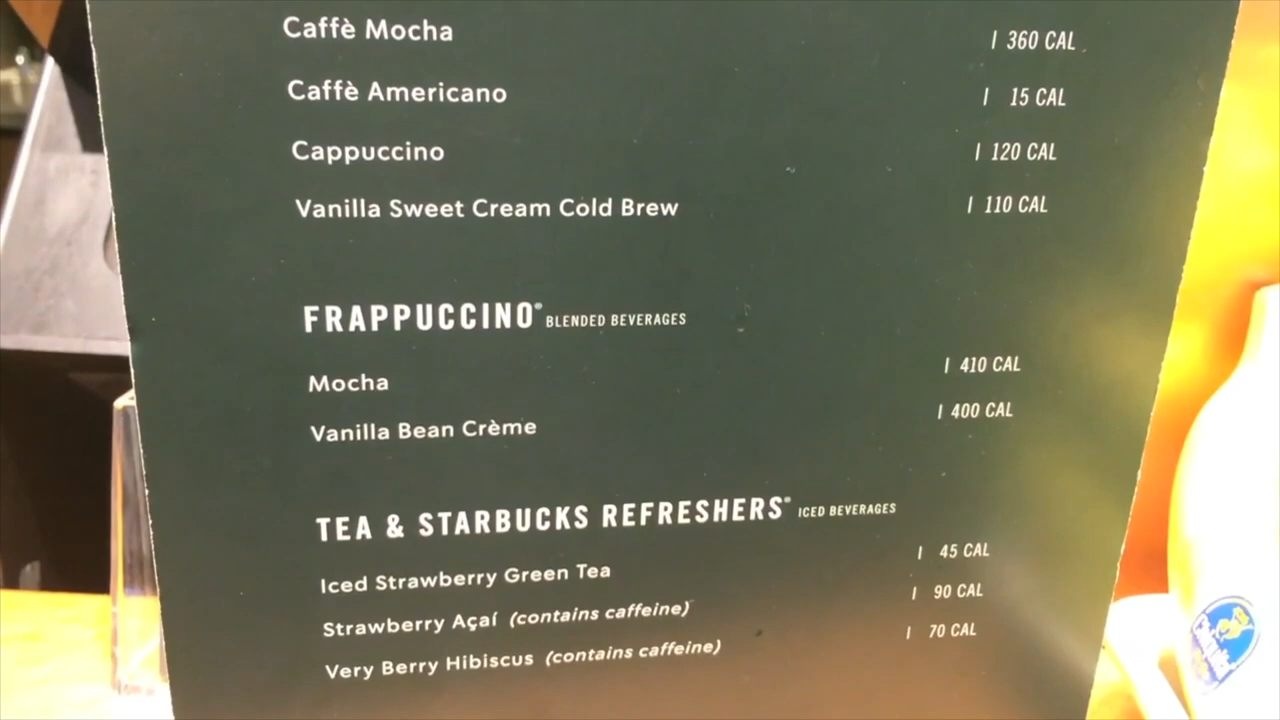 Caffè Mocha | 360 CAL
Caffè Americano | 15 CAL
Cappuccino | 120 CAL
Vanilla Sweet Cream Cold Brew | 110 CAL
FRAPPUCCINO® BLENDED BEVERAGES
Mocha | 410 CAL
Vanilla Bean Crème | 400 CAL
TEA & STARBUCKS REFRESHERS® ICED BEVERAGES
Iced Strawberry Green Tea | 45 CAL
Strawberry Açaí (contains caffeine) | 90 CAL
Very Berry Hibiscus (contains caffeine) | 70 CAL